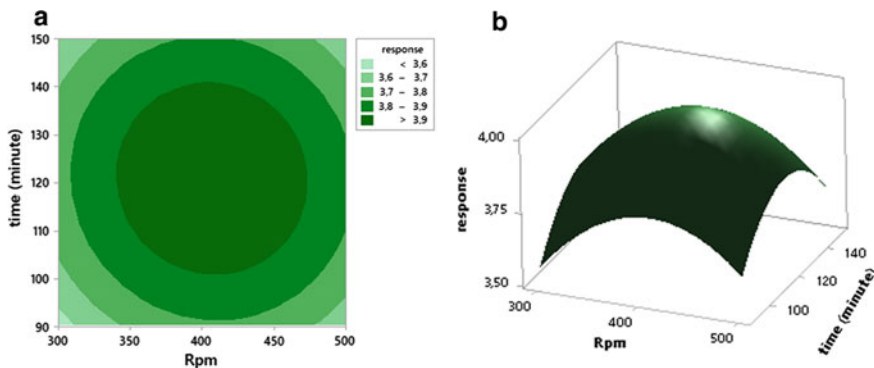 a
response
< 3,6
3,6 – 3,7
3,7 – 3,8
3,8 – 3,9
> 3,9
150
140
130
120
110
100
90
time (minute)
300
350
400
450
500
Rpm
b
4,00
3,75
3,50
response
300
400
500
Rpm
100
120
140
time (minute)